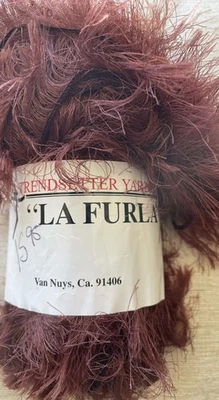 TRENDSETTER YARN
"LA FURLA
Van Nuys, Ca. 91406